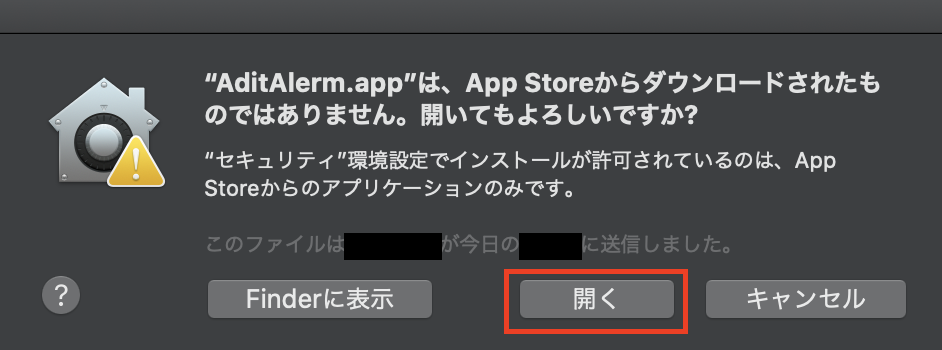 “AditAlerm.app”は、App Storeからダウンロードされたも
のではありません。開いてもよろしいですか?
“セキュリティ”環境設定でインストールが許可されているのは、App
Storeからのアプリケーションのみです。
このファイルは が今日の に送信しました。
?
Finderに表示
開く
キャンセル